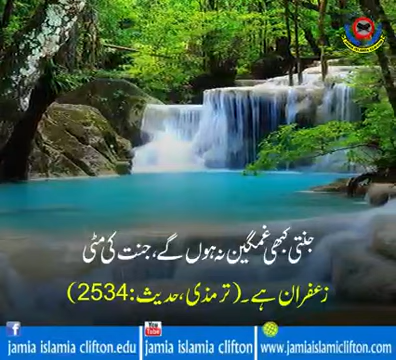 جنتی کبھی غمگین نہ ہوں گے، جنت کی مٹی
زعفران ہے۔ (ترمذی، حدیث: 2534)
jamia islamia clifton.edu jamia islamia clifton www.jamiaislamiclifton.com